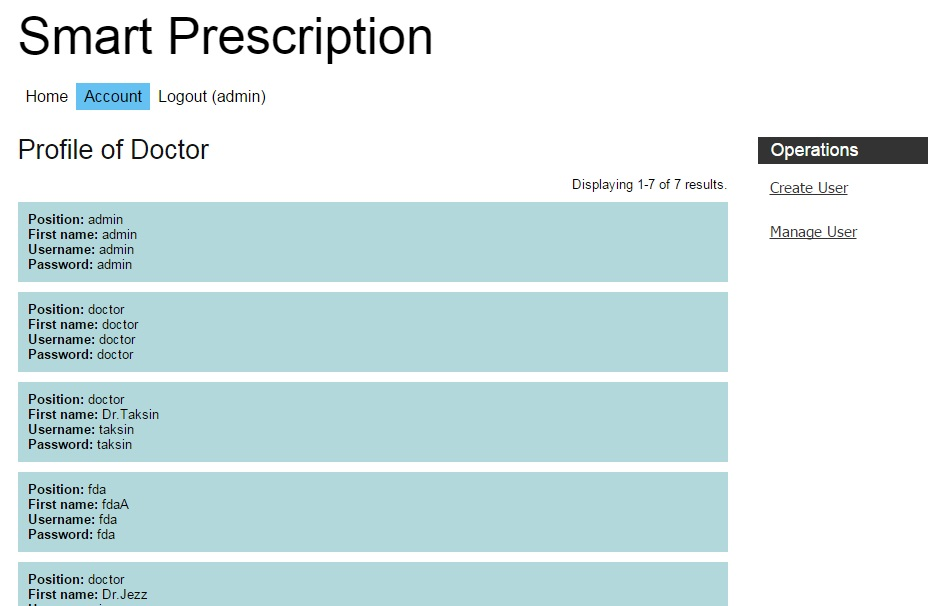 Smart Prescription
Home Account Logout (admin)
Profile of Doctor
Displaying 1-7 of 7 results.
Position: admin
First name: admin
Username: admin
Password: admin
Position: doctor
First name: doctor
Username: doctor
Password: doctor
Position: doctor
First name: Dr.Taksin
Username: taksin
Password: taksin
Position: fda
First name: fdaA
Username: fda
Password: fda
Position: doctor
First name: Dr.Jezz
Operations
Create User
Manage User